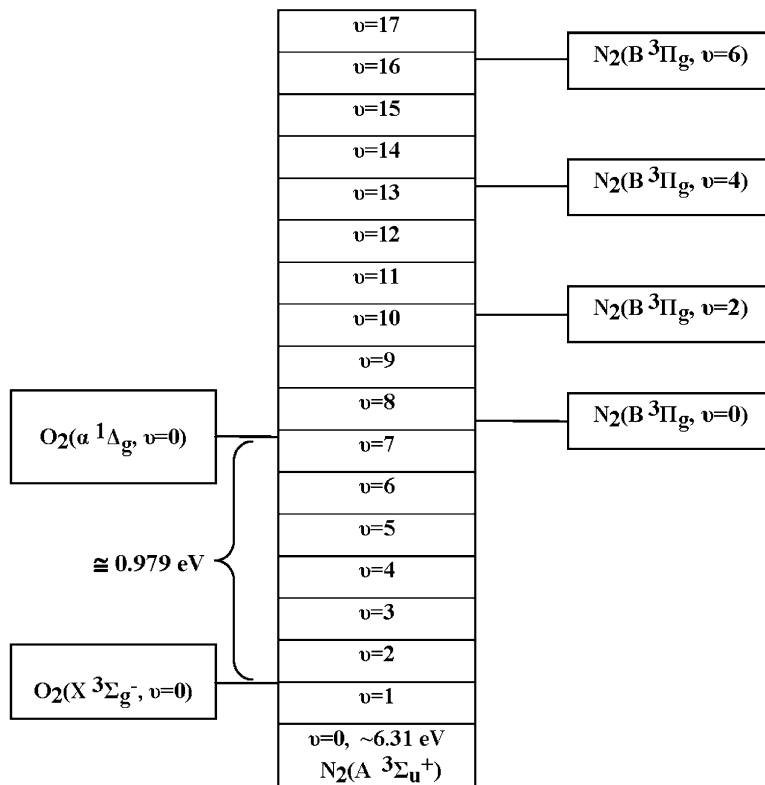 υ=17
υ=16
υ=15
υ=14
υ=13
υ=12
υ=11
υ=10
υ=9
υ=8
υ=7
υ=6
υ=5
υ=4
υ=3
υ=2
υ=1
υ=0, ~6.31 eV
N₂(A ³Σᵤ⁺)
O₂(α ¹Δg, υ=0)
≅ 0.979 eV
O₂(X ³Σg⁻, υ=0)
N₂(B ³Πg, υ=6)
N₂(B ³Πg, υ=4)
N₂(B ³Πg, υ=2)
N₂(B ³Πg, υ=0)